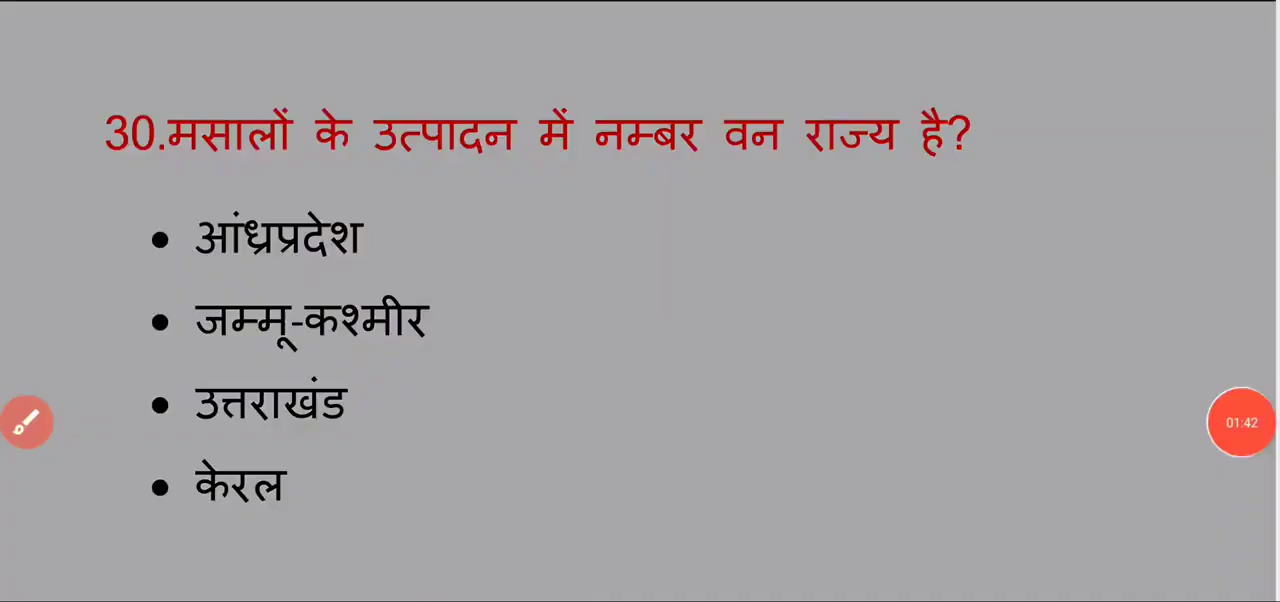 30.मसालों के उत्पादन में नम्बर वन राज्य है?
• आंध्रप्रदेश
• जम्मू-कश्मीर
• उत्तराखंड
01:42
• केरल